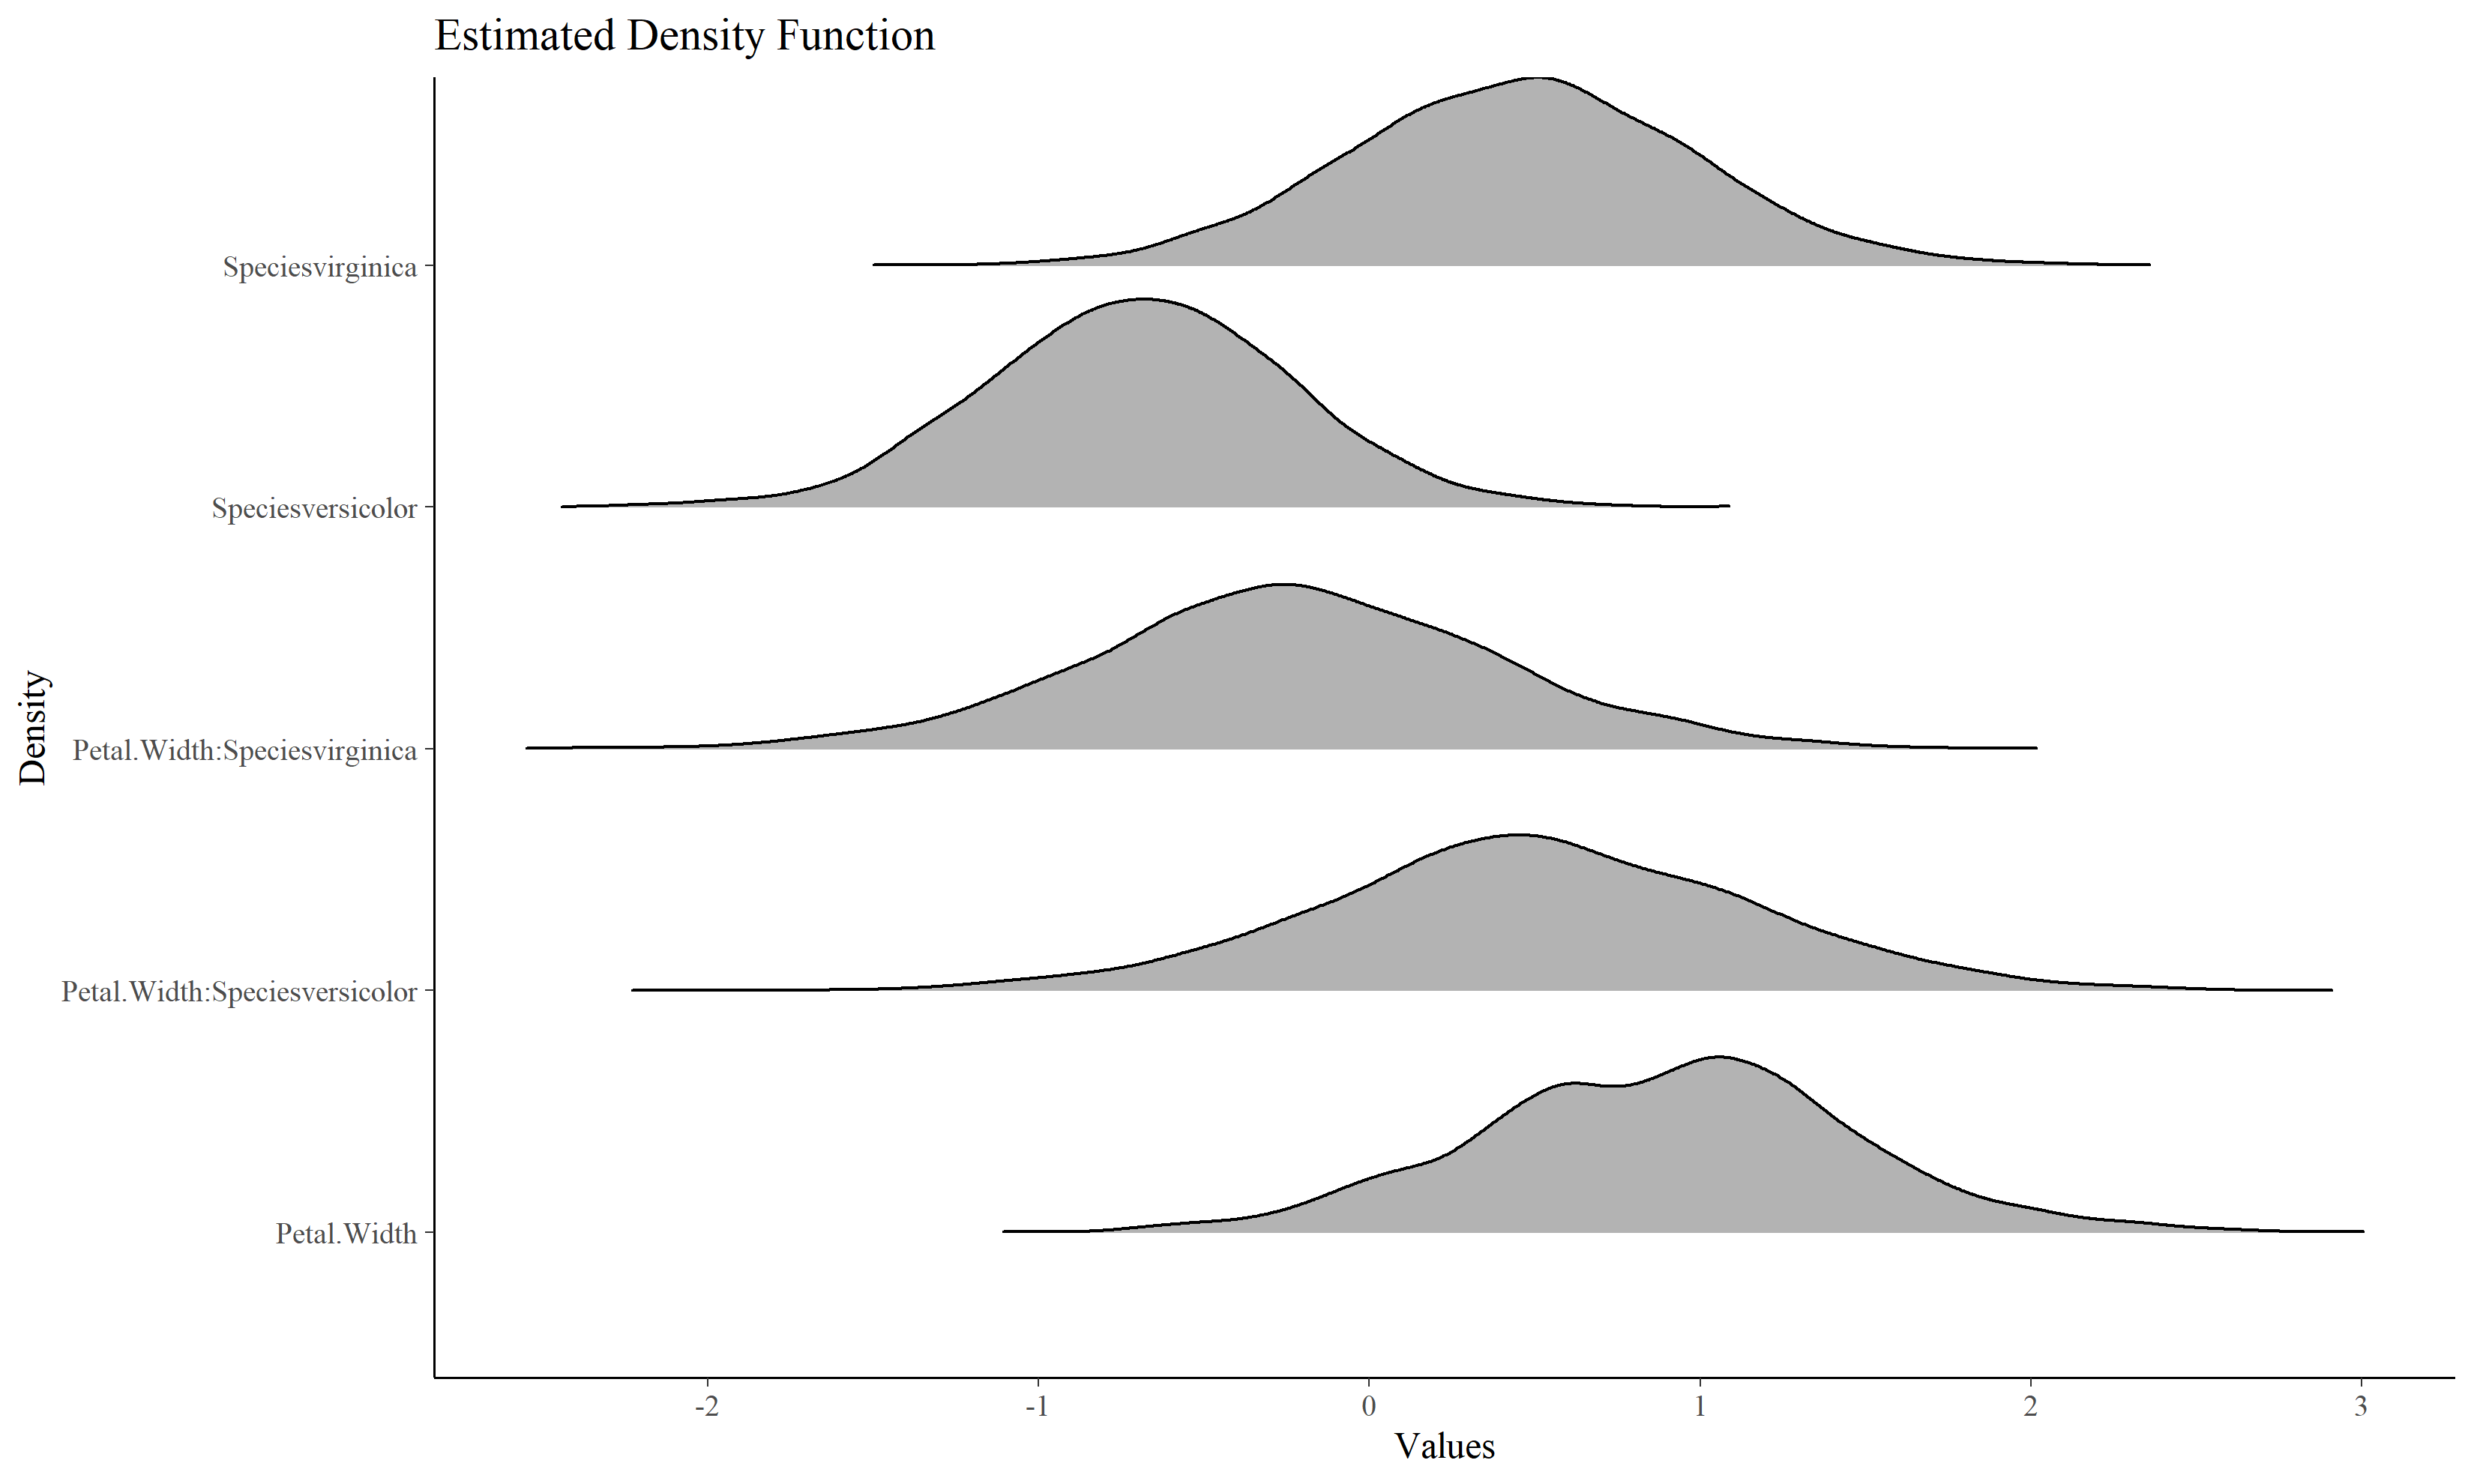 Estimated Density Function
Speciesvirginica
Speciesversicolor
Petal.Width:Speciesvirginica
Petal.Width:Speciesversicolor
Petal.Width
Density
-2 -1 0 1 2 3
Values